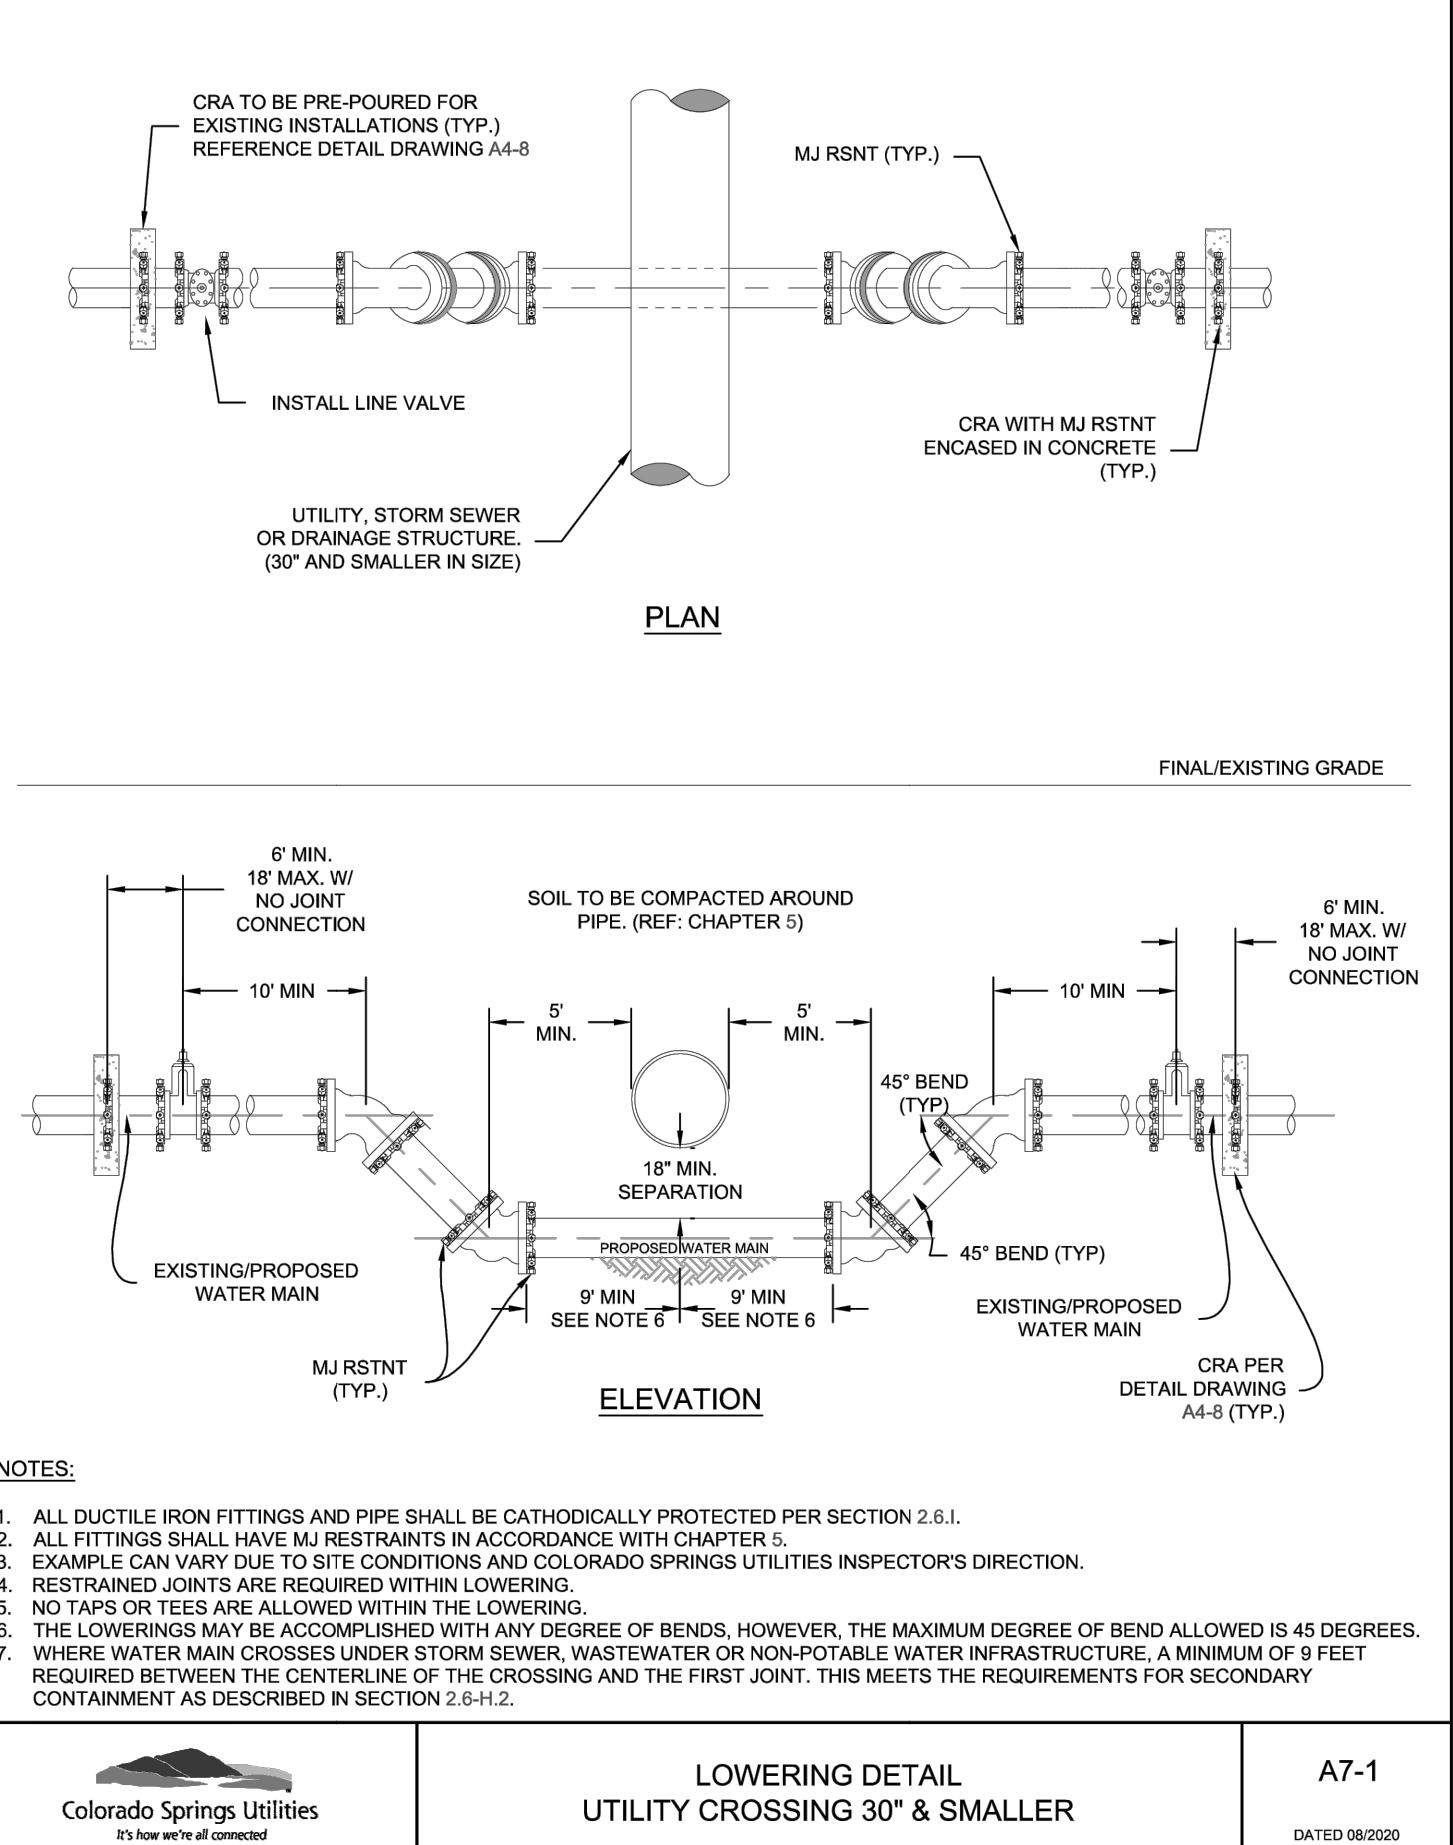 CRA TO BE PRE-POURED FOR
EXISTING INSTALLATIONS (TYP.)
REFERENCE DETAIL DRAWING A4-8
MJ RSNT (TYP.)
INSTALL LINE VALVE
CRA WITH MJ RSTNT
ENCASED IN CONCRETE
(TYP.)
UTILITY, STORM SEWER
OR DRAINAGE STRUCTURE.
(30" AND SMALLER IN SIZE)
PLAN
FINAL/EXISTING GRADE
6' MIN.
18' MAX. W/
NO JOINT
CONNECTION
SOIL TO BE COMPACTED AROUND
PIPE. (REF: CHAPTER 5)
6' MIN.
18' MAX. W/
NO JOINT
CONNECTION
10' MIN
5'
MIN.
5'
MIN.
10' MIN
45° BEND
(TYP)
18" MIN.
SEPARATION
PROPOSED WATER MAIN
45° BEND (TYP)
EXISTING/PROPOSED
WATER MAIN
9' MIN
SEE NOTE 6
9' MIN
SEE NOTE 6
EXISTING/PROPOSED
WATER MAIN
MJ RSTNT
(TYP.)
CRA PER
DETAIL DRAWING
A4-8 (TYP.)
ELEVATION
NOTES:
1. ALL DUCTILE IRON FITTINGS AND PIPE SHALL BE CATHODICALLY PROTECTED PER SECTION 2.6.I.
2. ALL FITTINGS SHALL HAVE MJ RESTRAINTS IN ACCORDANCE WITH CHAPTER 5.
3. EXAMPLE CAN VARY DUE TO SITE CONDITIONS AND COLORADO SPRINGS UTILITIES INSPECTOR'S DIRECTION.
4. RESTRAINED JOINTS ARE REQUIRED WITHIN LOWERING.
5. NO TAPS OR TEES ARE ALLOWED WITHIN THE LOWERING.
6. THE LOWERINGS MAY BE ACCOMPLISHED WITH ANY DEGREE OF BENDS, HOWEVER, THE MAXIMUM DEGREE OF BEND ALLOWED IS 45 DEGREES.
7. WHERE WATER MAIN CROSSES UNDER STORM SEWER, WASTEWATER OR NON-POTABLE WATER INFRASTRUCTURE, A MINIMUM OF 9 FEET
REQUIRED BETWEEN THE CENTERLINE OF THE CROSSING AND THE FIRST JOINT. THIS MEETS THE REQUIREMENTS FOR SECONDARY
CONTAINMENT AS DESCRIBED IN SECTION 2.6-H.2.
Colorado Springs Utilities
It's how we're all connected
LOWERING DETAIL
UTILITY CROSSING 30" & SMALLER
A7-1
DATED 08/2020